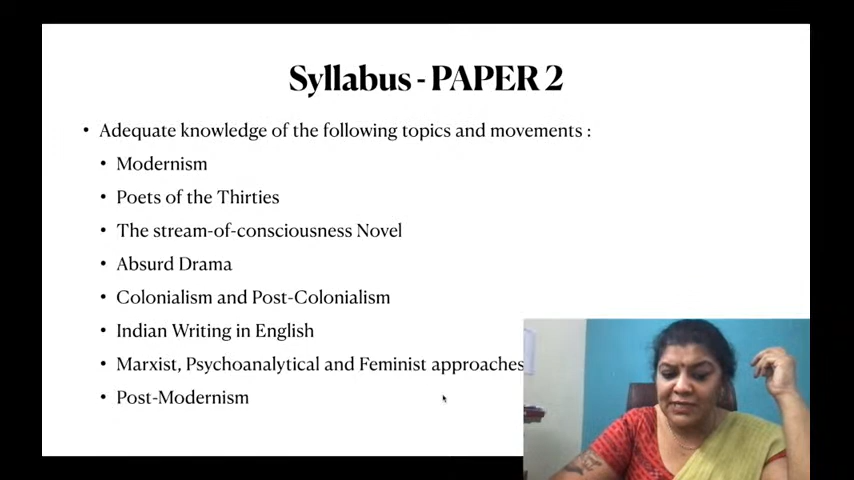 Syllabus - PAPER 2
• Adequate knowledge of the following topics and movements :
• Modernism
• Poets of the Thirties
• The stream-of-consciousness Novel
• Absurd Drama
• Colonialism and Post-Colonialism
• Indian Writing in English
• Marxist, Psychoanalytical and Feminist approaches
• Post-Modernism